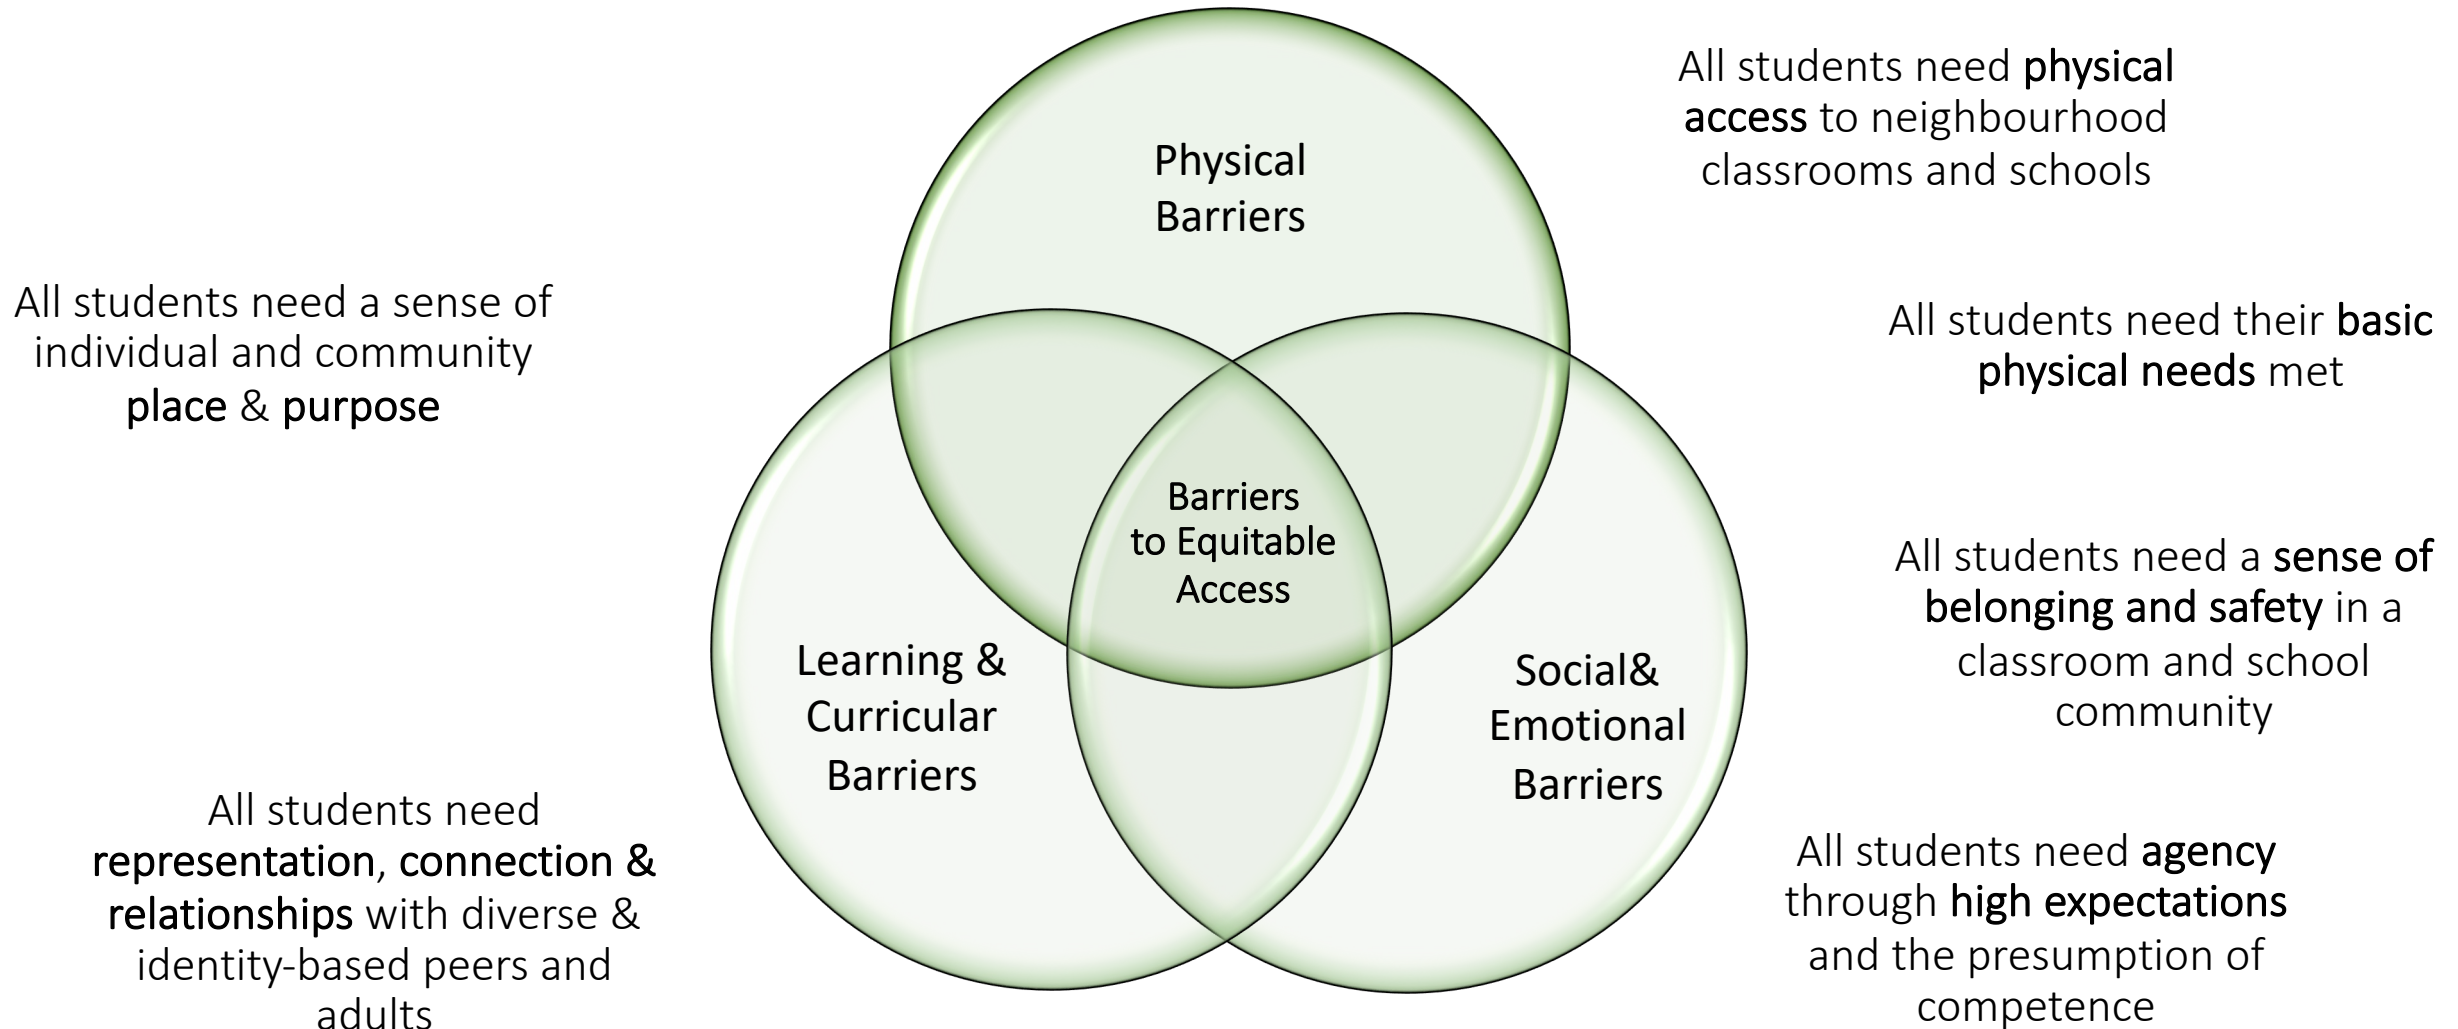 All students need physical
access to neighbourhood
classrooms and schools
Physical
Barriers
All students need a sense of
individual and community
place & purpose
All students need their basic
physical needs met
Barriers
to Equitable
Access
All students need a sense of
belonging and safety in a
classroom and school
community
Learning &
Curricular
Barriers
Social&
Emotional
Barriers
All students need
representation, connection &
relationships with diverse &
identity-based peers and
adults
All students need agency
through high expectations
and the presumption of
competence